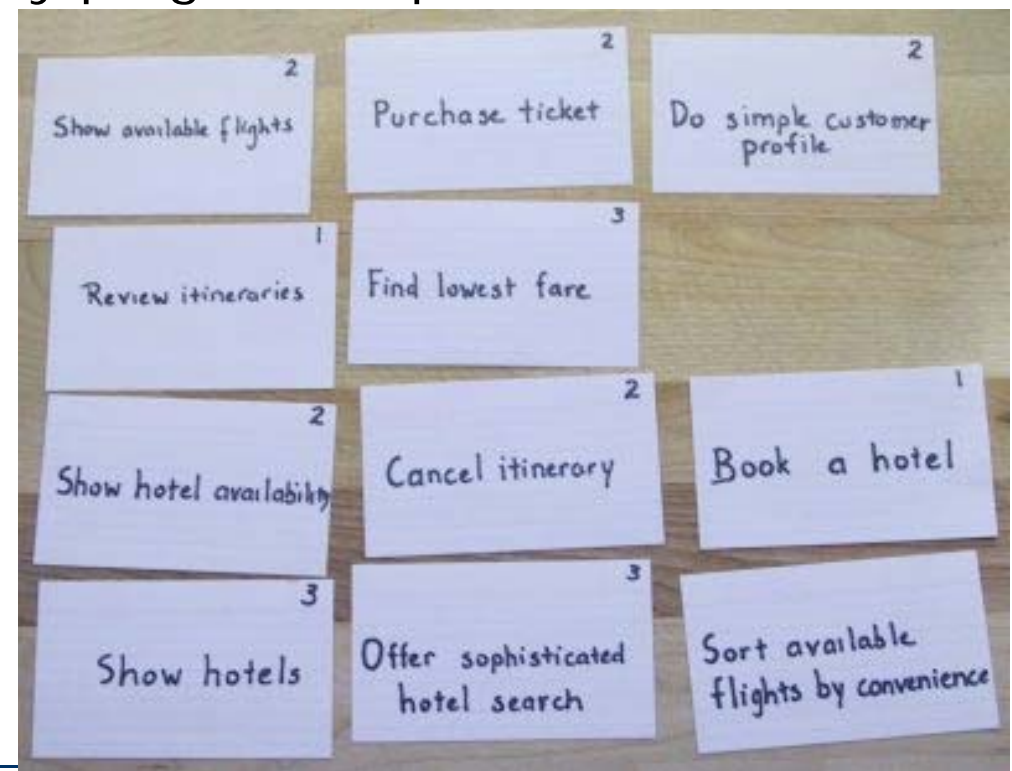 2
Show available flights
2
Purchase ticket
2
Do simple customer
profile
1
Review itineraries
3
Find lowest fare
2
Show hotel availability
2
Cancel itinerary
1
Book a hotel
3
Show hotels
3
Offer sophisticated
hotel search
Sort available
flights by convenience